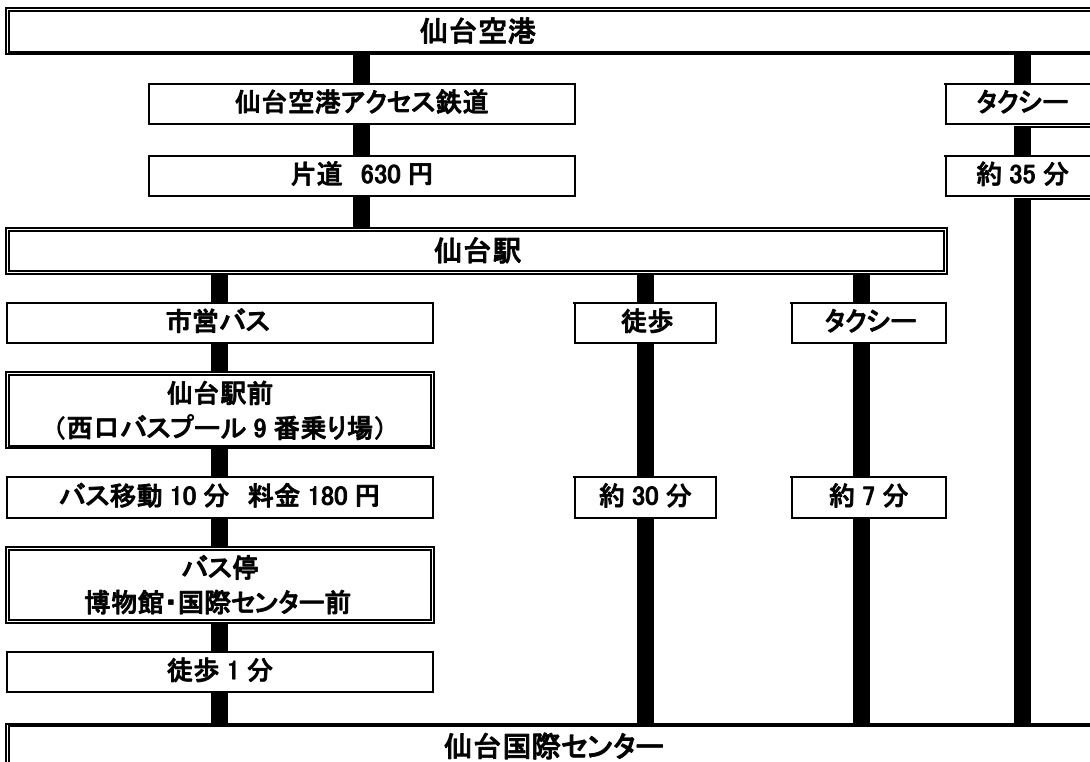 仙台空港
仙台空港アクセス鉄道
タクシー
片道 630 円
約 35 分
仙台駅
市営バス
徒歩
タクシー
仙台駅前
（西口バスプール 9 番乗り場）
バス移動 10 分 料金 180 円
約 30 分
約 7 分
バス停
博物館・国際センター前
徒歩 1 分
仙台国際センター